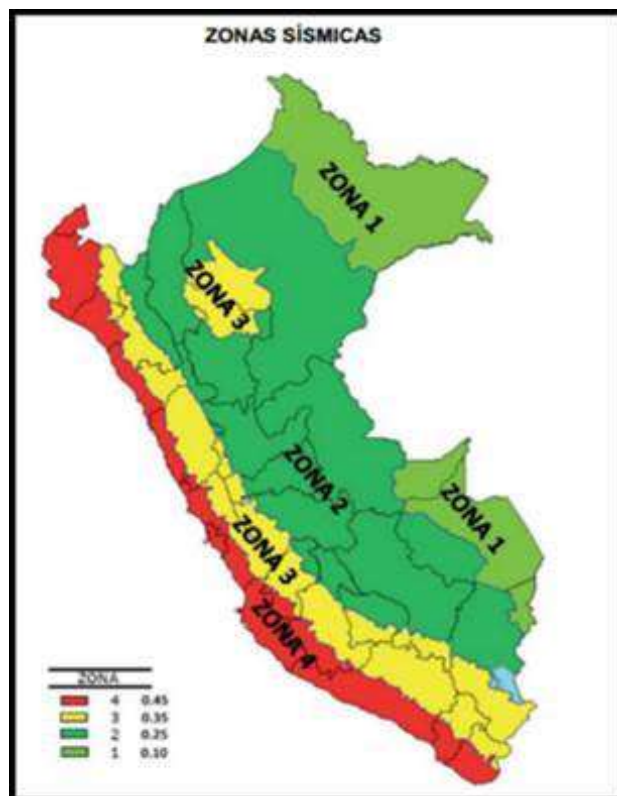 ZONAS SÍSMICAS
ZONA 1
ZONA 3
ZONA 2
ZONA 1
ZONA 3
ZONA 4
ZONA
4 0.45
3 0.35
2 0.25
1 0.10